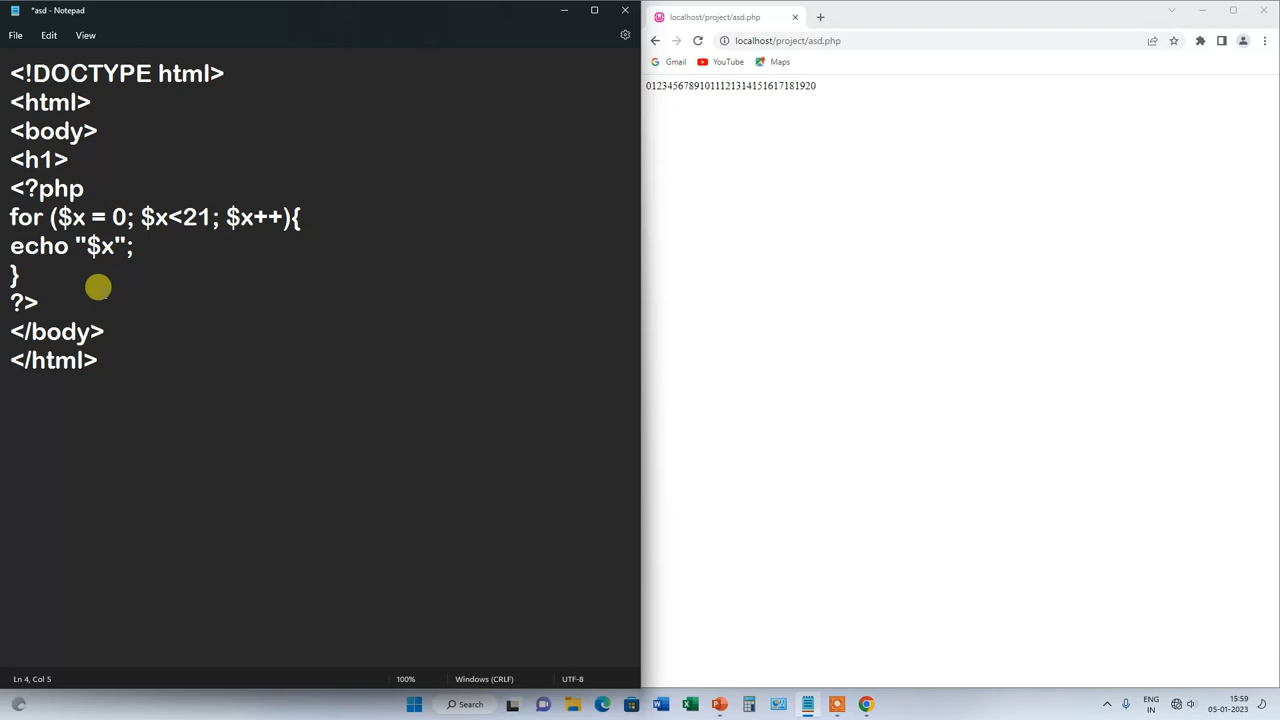 *asd - Notepad
File Edit View
<!DOCTYPE html>
<html>
<body>
<h1>
<?php
for ($x = 0; $x<21; $x++){
echo "$x";
}
?>
</body>
</html>
Ln 4, Col 5
100%
Windows (CRLF)
UTF-8
localhost/project/asd.php
localhost/project/asd.php
Gmail YouTube Maps
01234567891011121314151617181920
Search
ENG
IN
15:59
05-01-2023